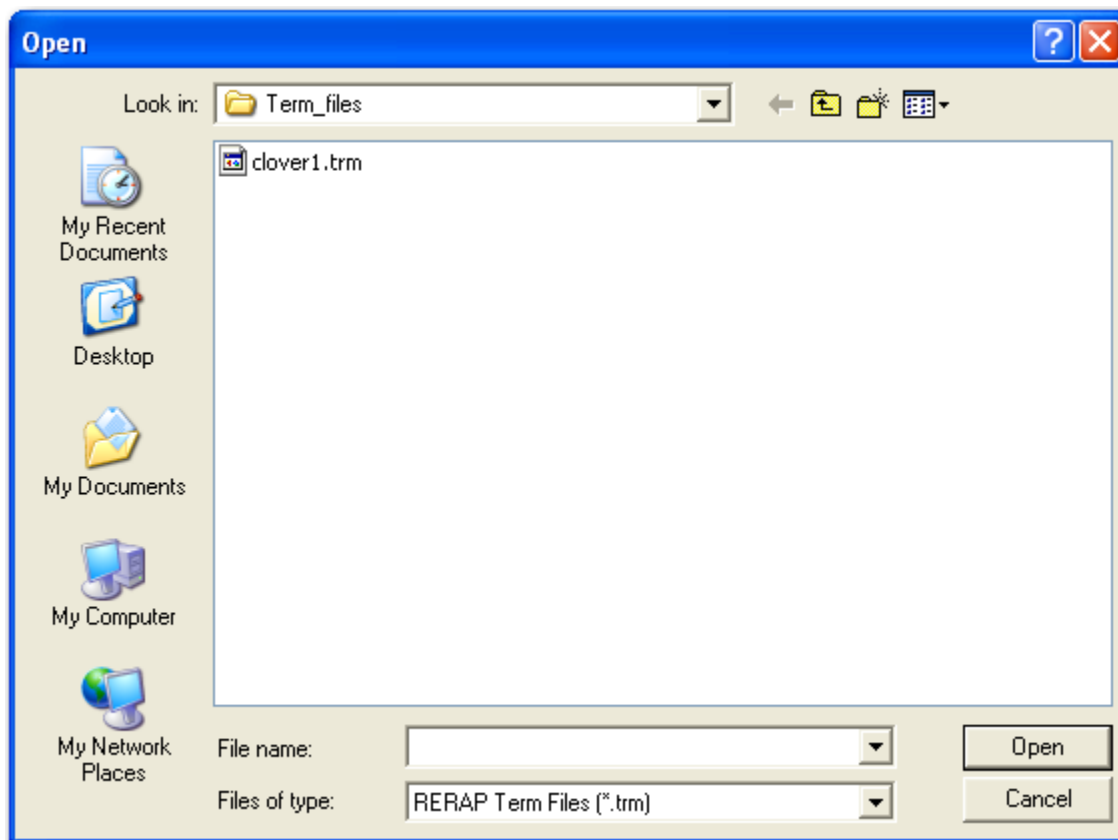 Open
Look in:
Term_files
clover1.trm
My Recent
Documents
Desktop
My Documents
My Computer
My Network
Places
File name:
Open
Files of type:
RERAP Term Files (*.trm)
Cancel